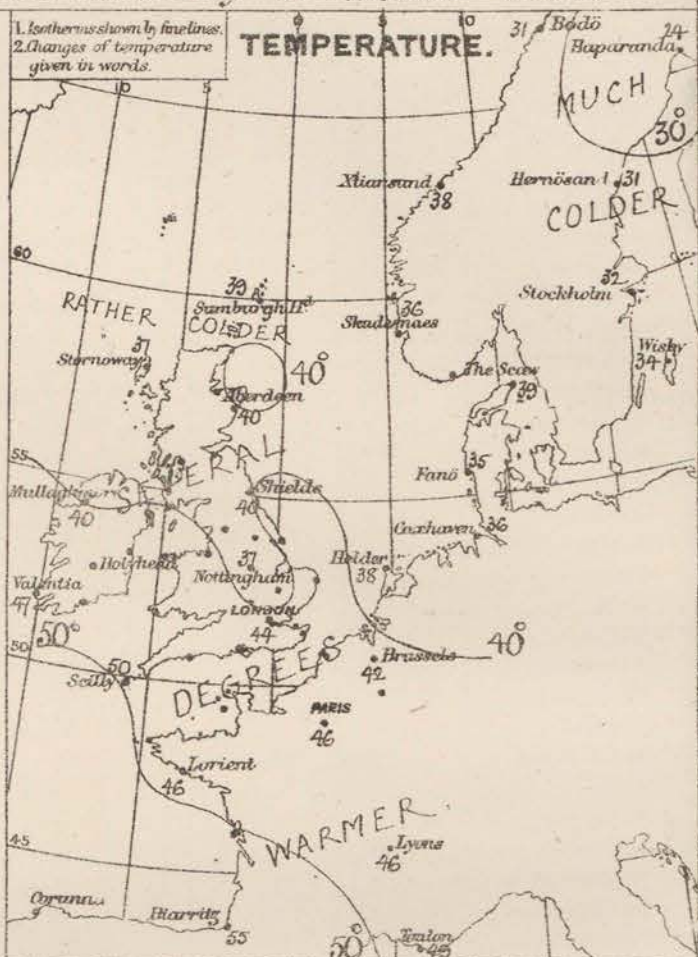 1. Isotherms shown by fine lines.
2. Changes of temperature
given in words.
TEMPERATURE.
0
10
5
10
31 Bodö
24
Haparanda
MUCH
30°
Xtiansund
38
Hernösand
31
COLDER
60
39
Sumburgh Hd
36
Skudesnaes
32
Stockholm
RATHER
COLDER
37
Stornoway
40°
The Scaw
39
Wisby
34
Aberdeen
40
55
SEVERAL
Mullaghmore
40
Shields
40
Fanö
35
Cuxhaven
36
Holyhead
37
Nottingham
Helder
38
Valentia
47
LONDON
44
50°
40°
50
50
Scilly
DEGREES
Brussels
42
PARIS
46
Lorient
46
WARMER
45
Lyons
46
Corunna
Biarritz
55
50°
Toulon
45